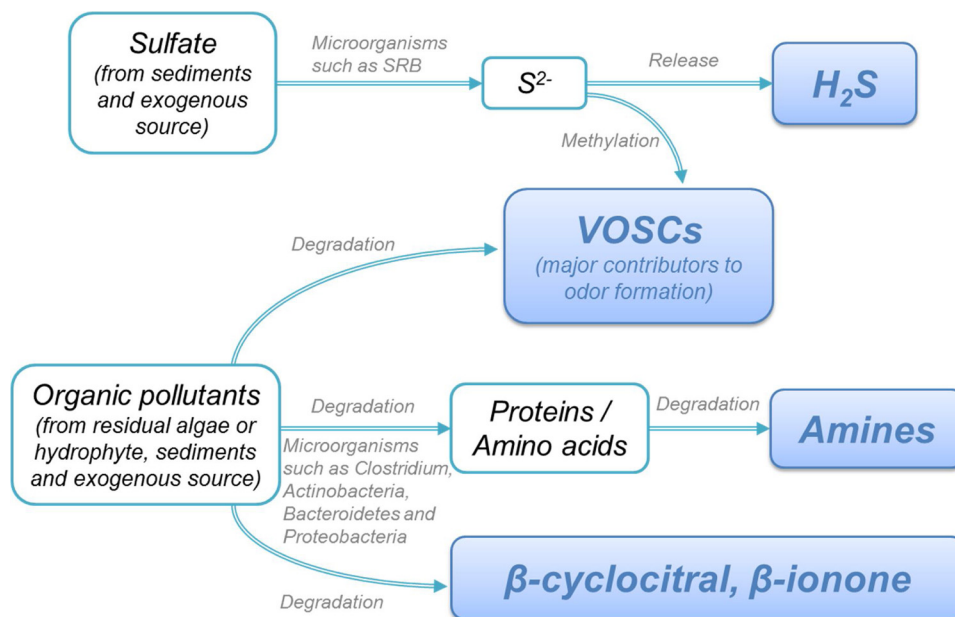 Sulfate
(from sediments
and exogenous
source)
Microorganisms
such as SRB
S²⁻
Release
H₂S
Methylation
VOSCs
(major contributors to
odor formation)
Degradation
Organic pollutants
(from residual algae or
hydrophyte, sediments
and exogenous source)
Degradation
Microorganisms
such as Clostridium,
Actinobacteria,
Bacteroidetes and
Proteobacteria
Proteins /
Amino acids
Degradation
Amines
Degradation
β-cyclocitral, β-ionone